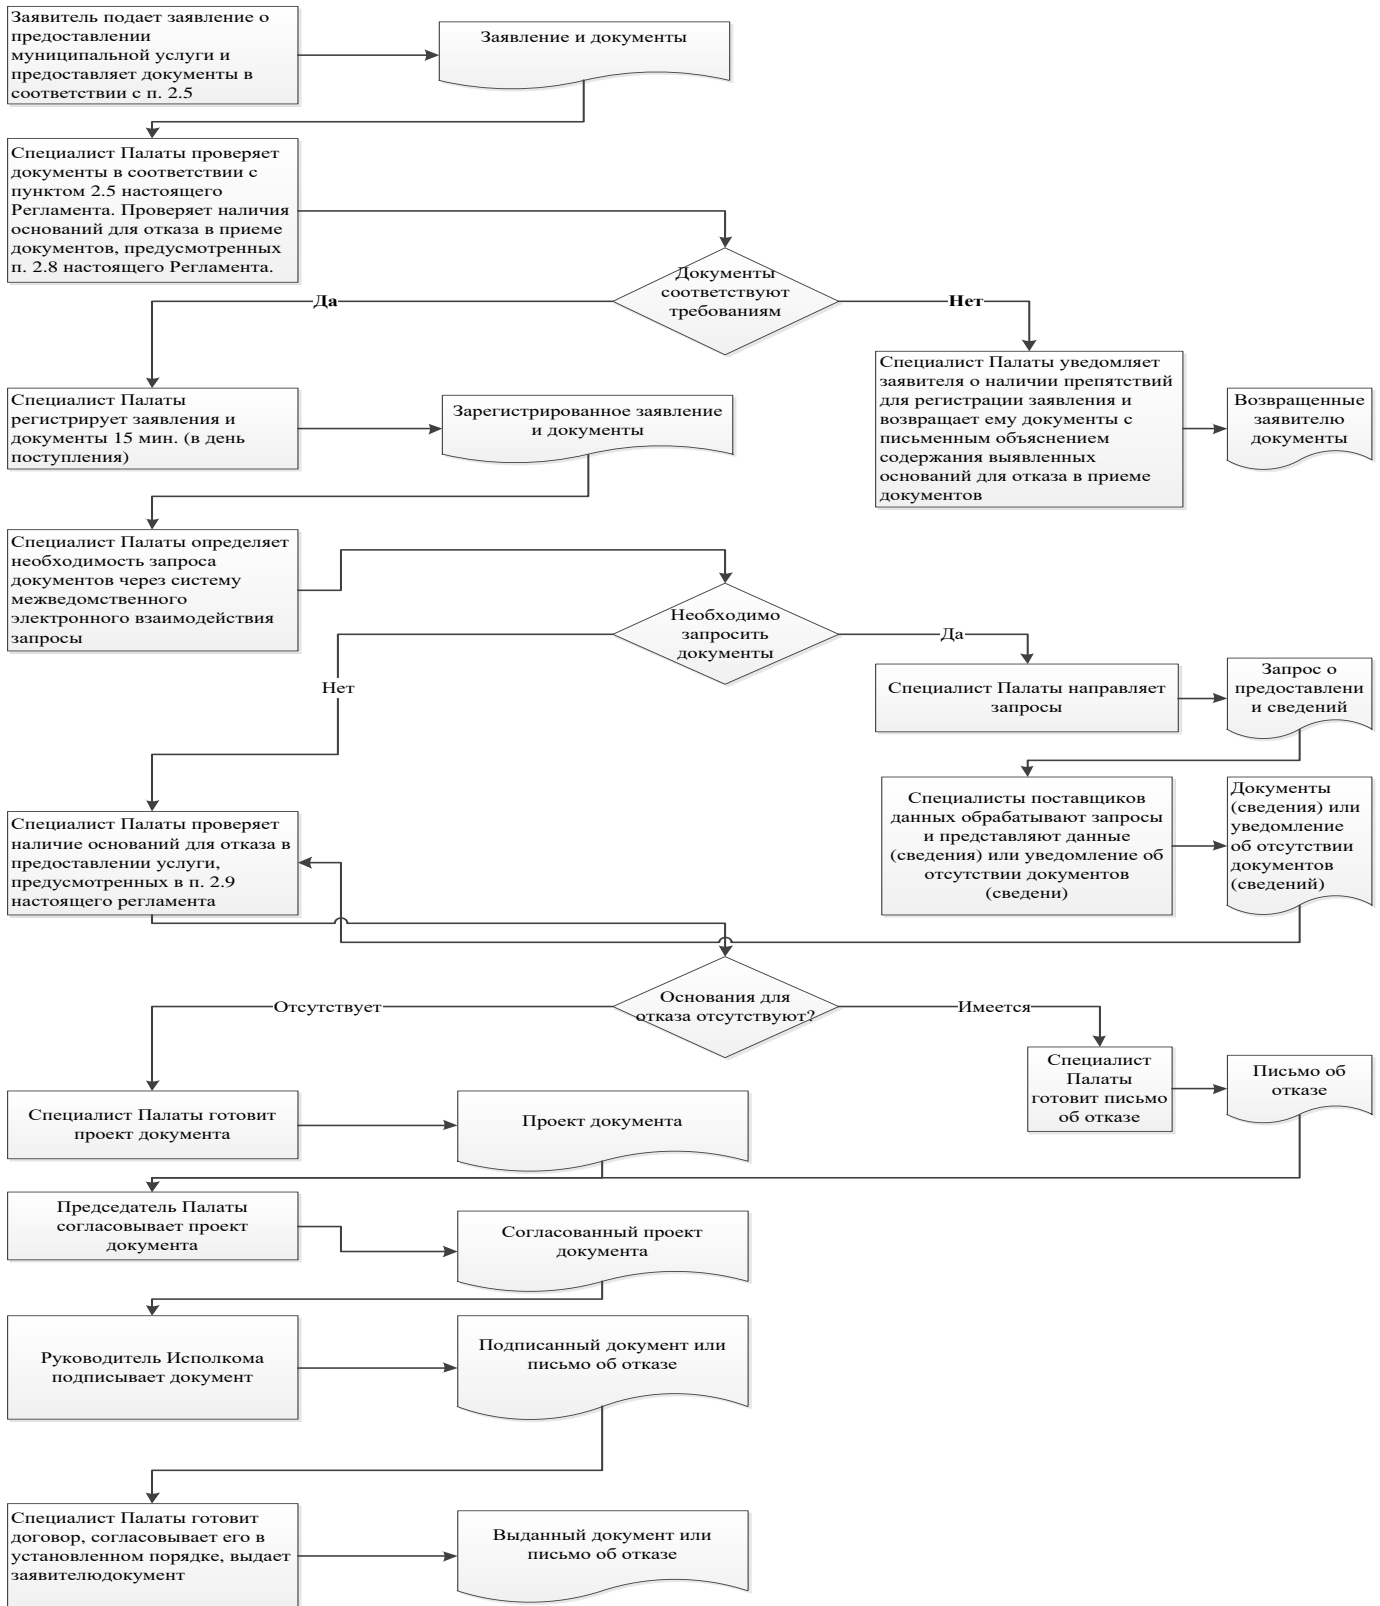 Заявитель подает заявление о
предоставлении
муниципальной услуги и
предоставляет документы в
соответствии с п. 2.5
Заявление и документы
Специалист Палаты проверяет
документы в соответствии с
пунктом 2.5 настоящего
Регламента. Проверяет наличия
оснований для отказа в приеме
документов, предусмотренных
п. 2.8 настоящего Регламента.
Документы
соответствуют
требованиям
Да
Нет
Специалист Палаты
регистрирует заявления и
документы 15 мин. (в день
поступления)
Зарегистрированное заявление
и документы
Специалист Палаты уведомляет
заявителя о наличии препятствий
для регистрации заявления и
возвращает ему документы с
письменным объяснением
содержания выявленных
оснований для отказа в приеме
документов
Возвращенные
заявителю
документы
Специалист Палаты определяет
необходимость запроса
документов через систему
межведомственного
электронного взаимодействия
запросы
Необходимо
запросить
документы
Да
Нет
Специалист Палаты направляет
запросы
Запрос о
предоставлени
и сведений
Специалисты поставщиков
данных обрабатывают запросы
и представляют данные
(сведения) или уведомление об
отсутствии документов
(сведени)
Документы
(сведения) или
уведомление
об отсутствии
документов
(сведений)
Специалист Палаты проверяет
наличие оснований для отказа в
предоставлении услуги,
предусмотренных в п. 2.9
настоящего регламента
Основания для
отказа отсутствуют?
Отсутствует
Имеется
Специалист
Палаты
готовит письмо
об отказе
Письмо об
отказе
Специалист Палаты готовит
проект документа
Проект документа
Председатель Палаты
согласовывает проект
документа
Согласованный проект
документа
Руководитель Исполкома
подписывает документ
Подписанный документ или
письмо об отказе
Специалист Палаты готовит
договор, согласовывает его в
установленном порядке, выдает
заявителюдокумент
Выданный документ или
письмо об отказе